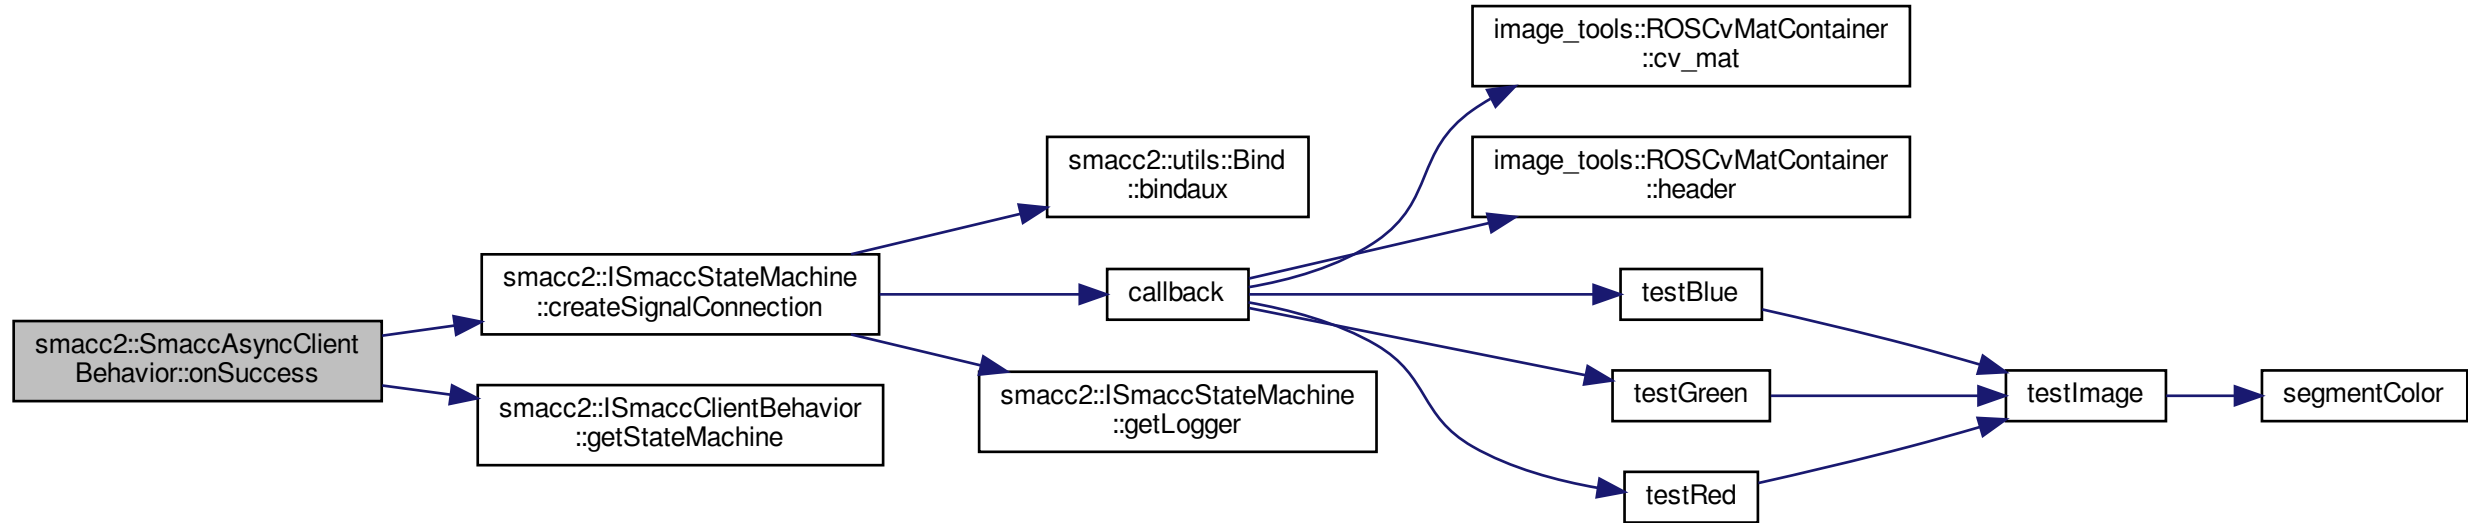 smacc2::SmaccAsyncClient
Behavior::onSuccess
smacc2::ISmaccStateMachine
::createSignalConnection
smacc2::ISmaccClientBehavior
::getStateMachine
smacc2::utils::Bind
::bindaux
callback
smacc2::ISmaccStateMachine
::getLogger
image_tools::ROSCvMatContainer
::cv_mat
image_tools::ROSCvMatContainer
::header
testBlue
testGreen
testRed
testImage
segmentColor